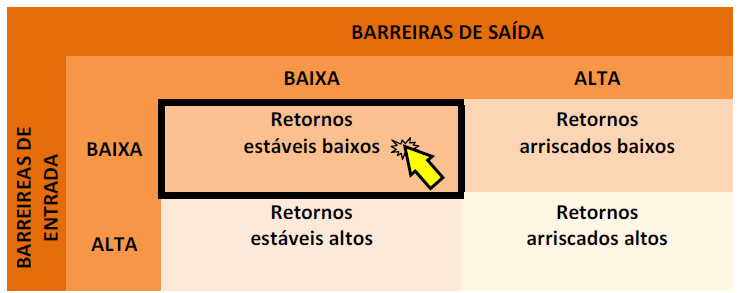 BARREIRAS DE SAÍDA
BAIXA
ALTA
BARREIREAS DE
ENTRADA
BAIXA
Retornos
estáveis baixos
Retornos
arriscados baixos
ALTA
Retornos
estáveis altos
Retornos
arriscados altos